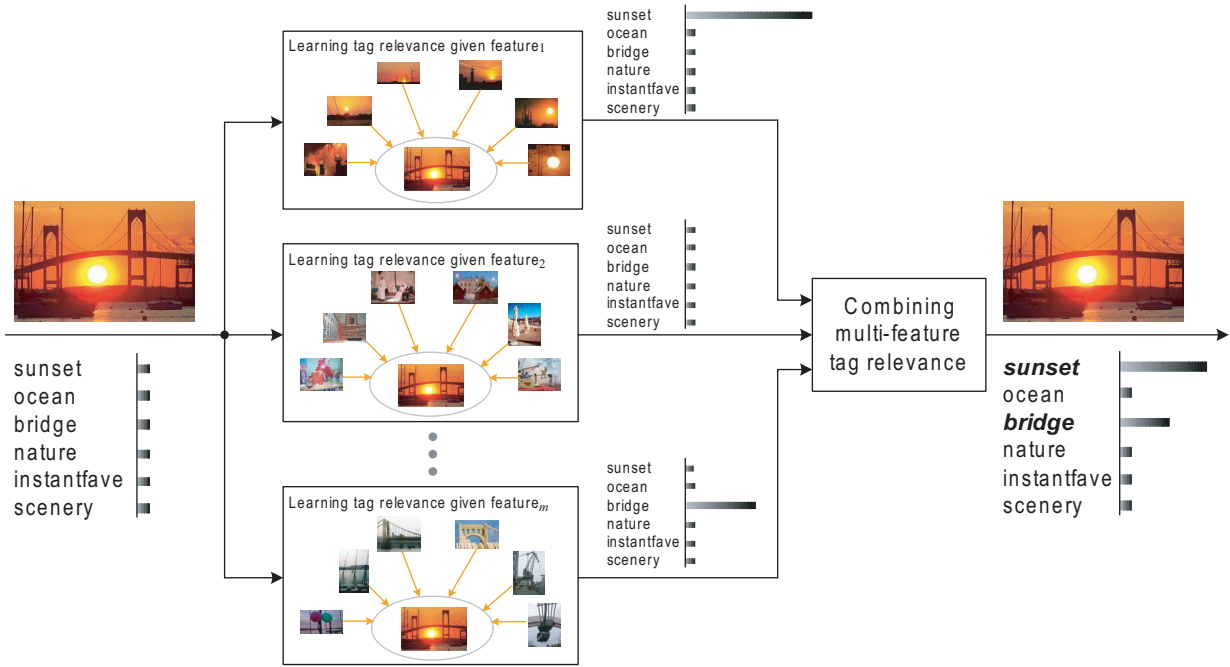 Learning tag relevance given feature1
sunset
ocean
bridge
nature
instantfave
scenery
Learning tag relevance given feature2
sunset
ocean
bridge
nature
instantfave
scenery
Learning tag relevance given featurem
sunset
ocean
bridge
nature
instantfave
scenery
sunset
ocean
bridge
nature
instantfave
scenery
Combining
multi-feature
tag relevance
sunset
ocean
bridge
nature
instantfave
scenery